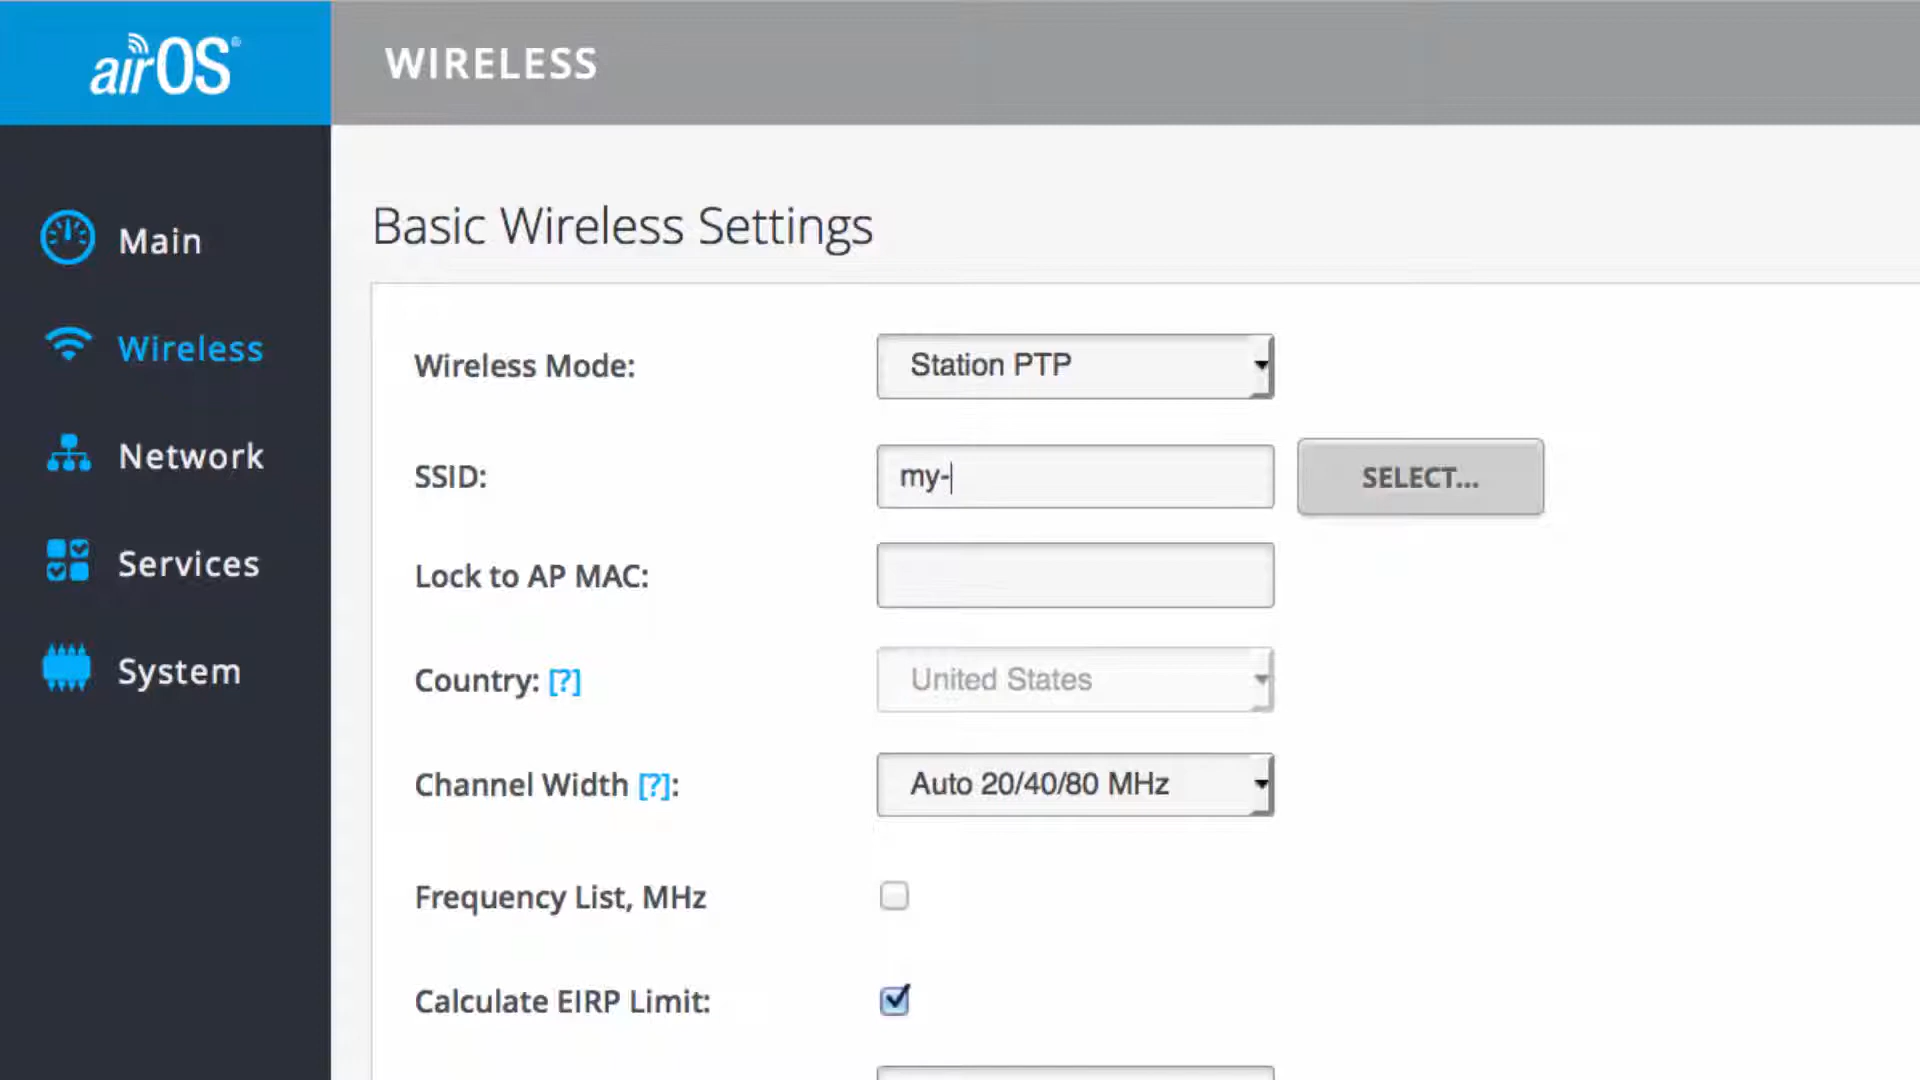 airOS®
WIRELESS
Main
Wireless
Network
Services
System
Basic Wireless Settings
Wireless Mode: Station PTP
SSID: my- SELECT...
Lock to AP MAC:
Country: [?] United States
Channel Width [?]: Auto 20/40/80 MHz
Frequency List, MHz
Calculate EIRP Limit: